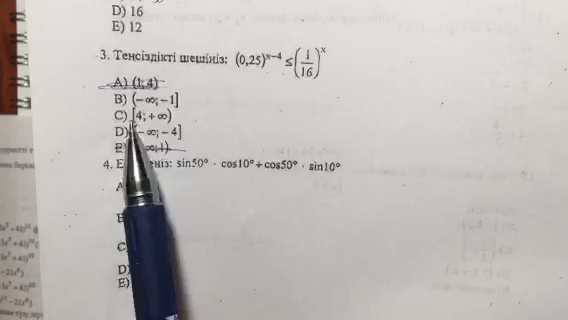 D) 16
E) 12
3. Теңсіздікті шешіңіз: (0,25)^{x-4} ≤ (1/16)^x
A) (1; 4)
B) (−∞; −1]
C) [4; +∞)
D) −∞; −4]
∞; 1)
4. sin50° · cos10° + cos50° · sin10°
D)
E)